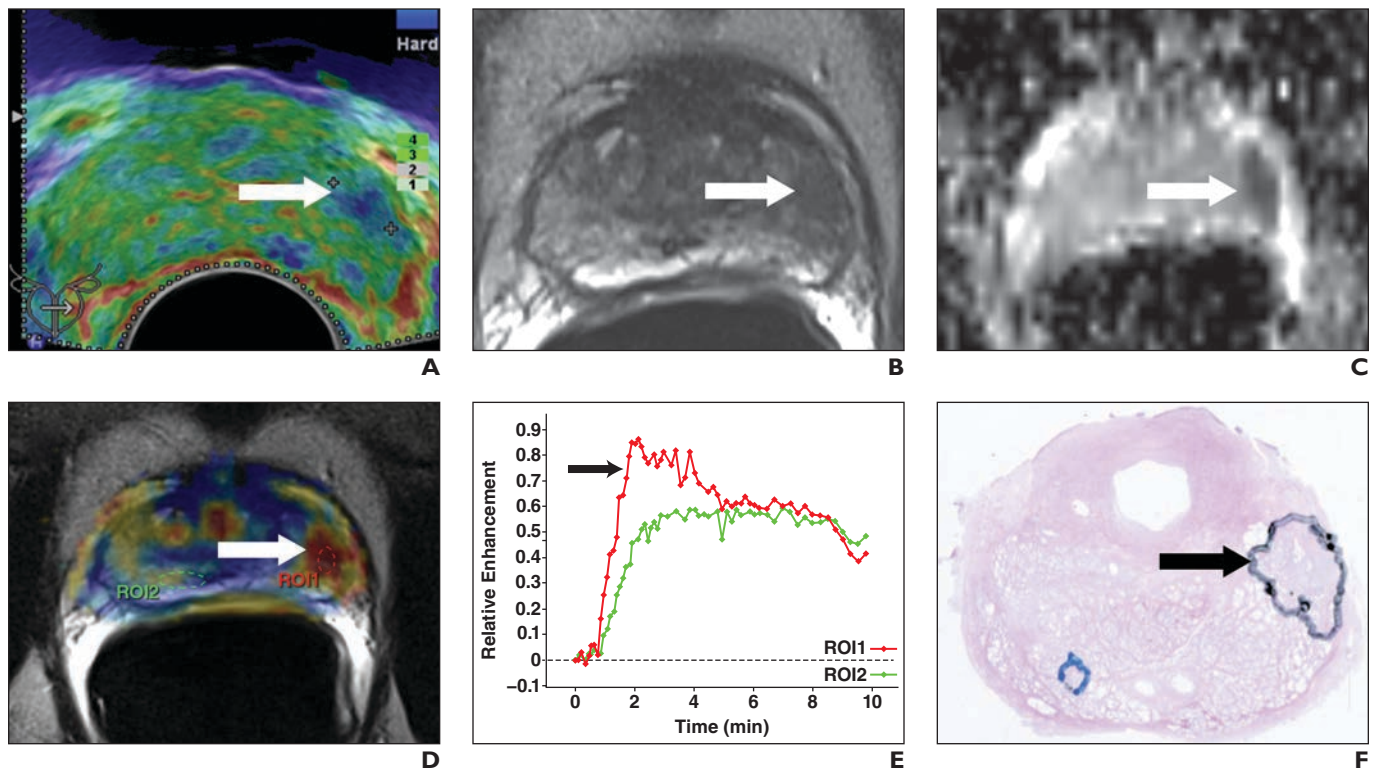 Hard
4
3
2
1
A
B
C
ROI2
ROI1
D
0.9
0.8
0.7
0.6
0.5
0.4
0.3
0.2
0.1
0
−0.1
Relative Enhancement
0 2 4 6 8 10
Time (min)
ROI1
ROI2
E
F